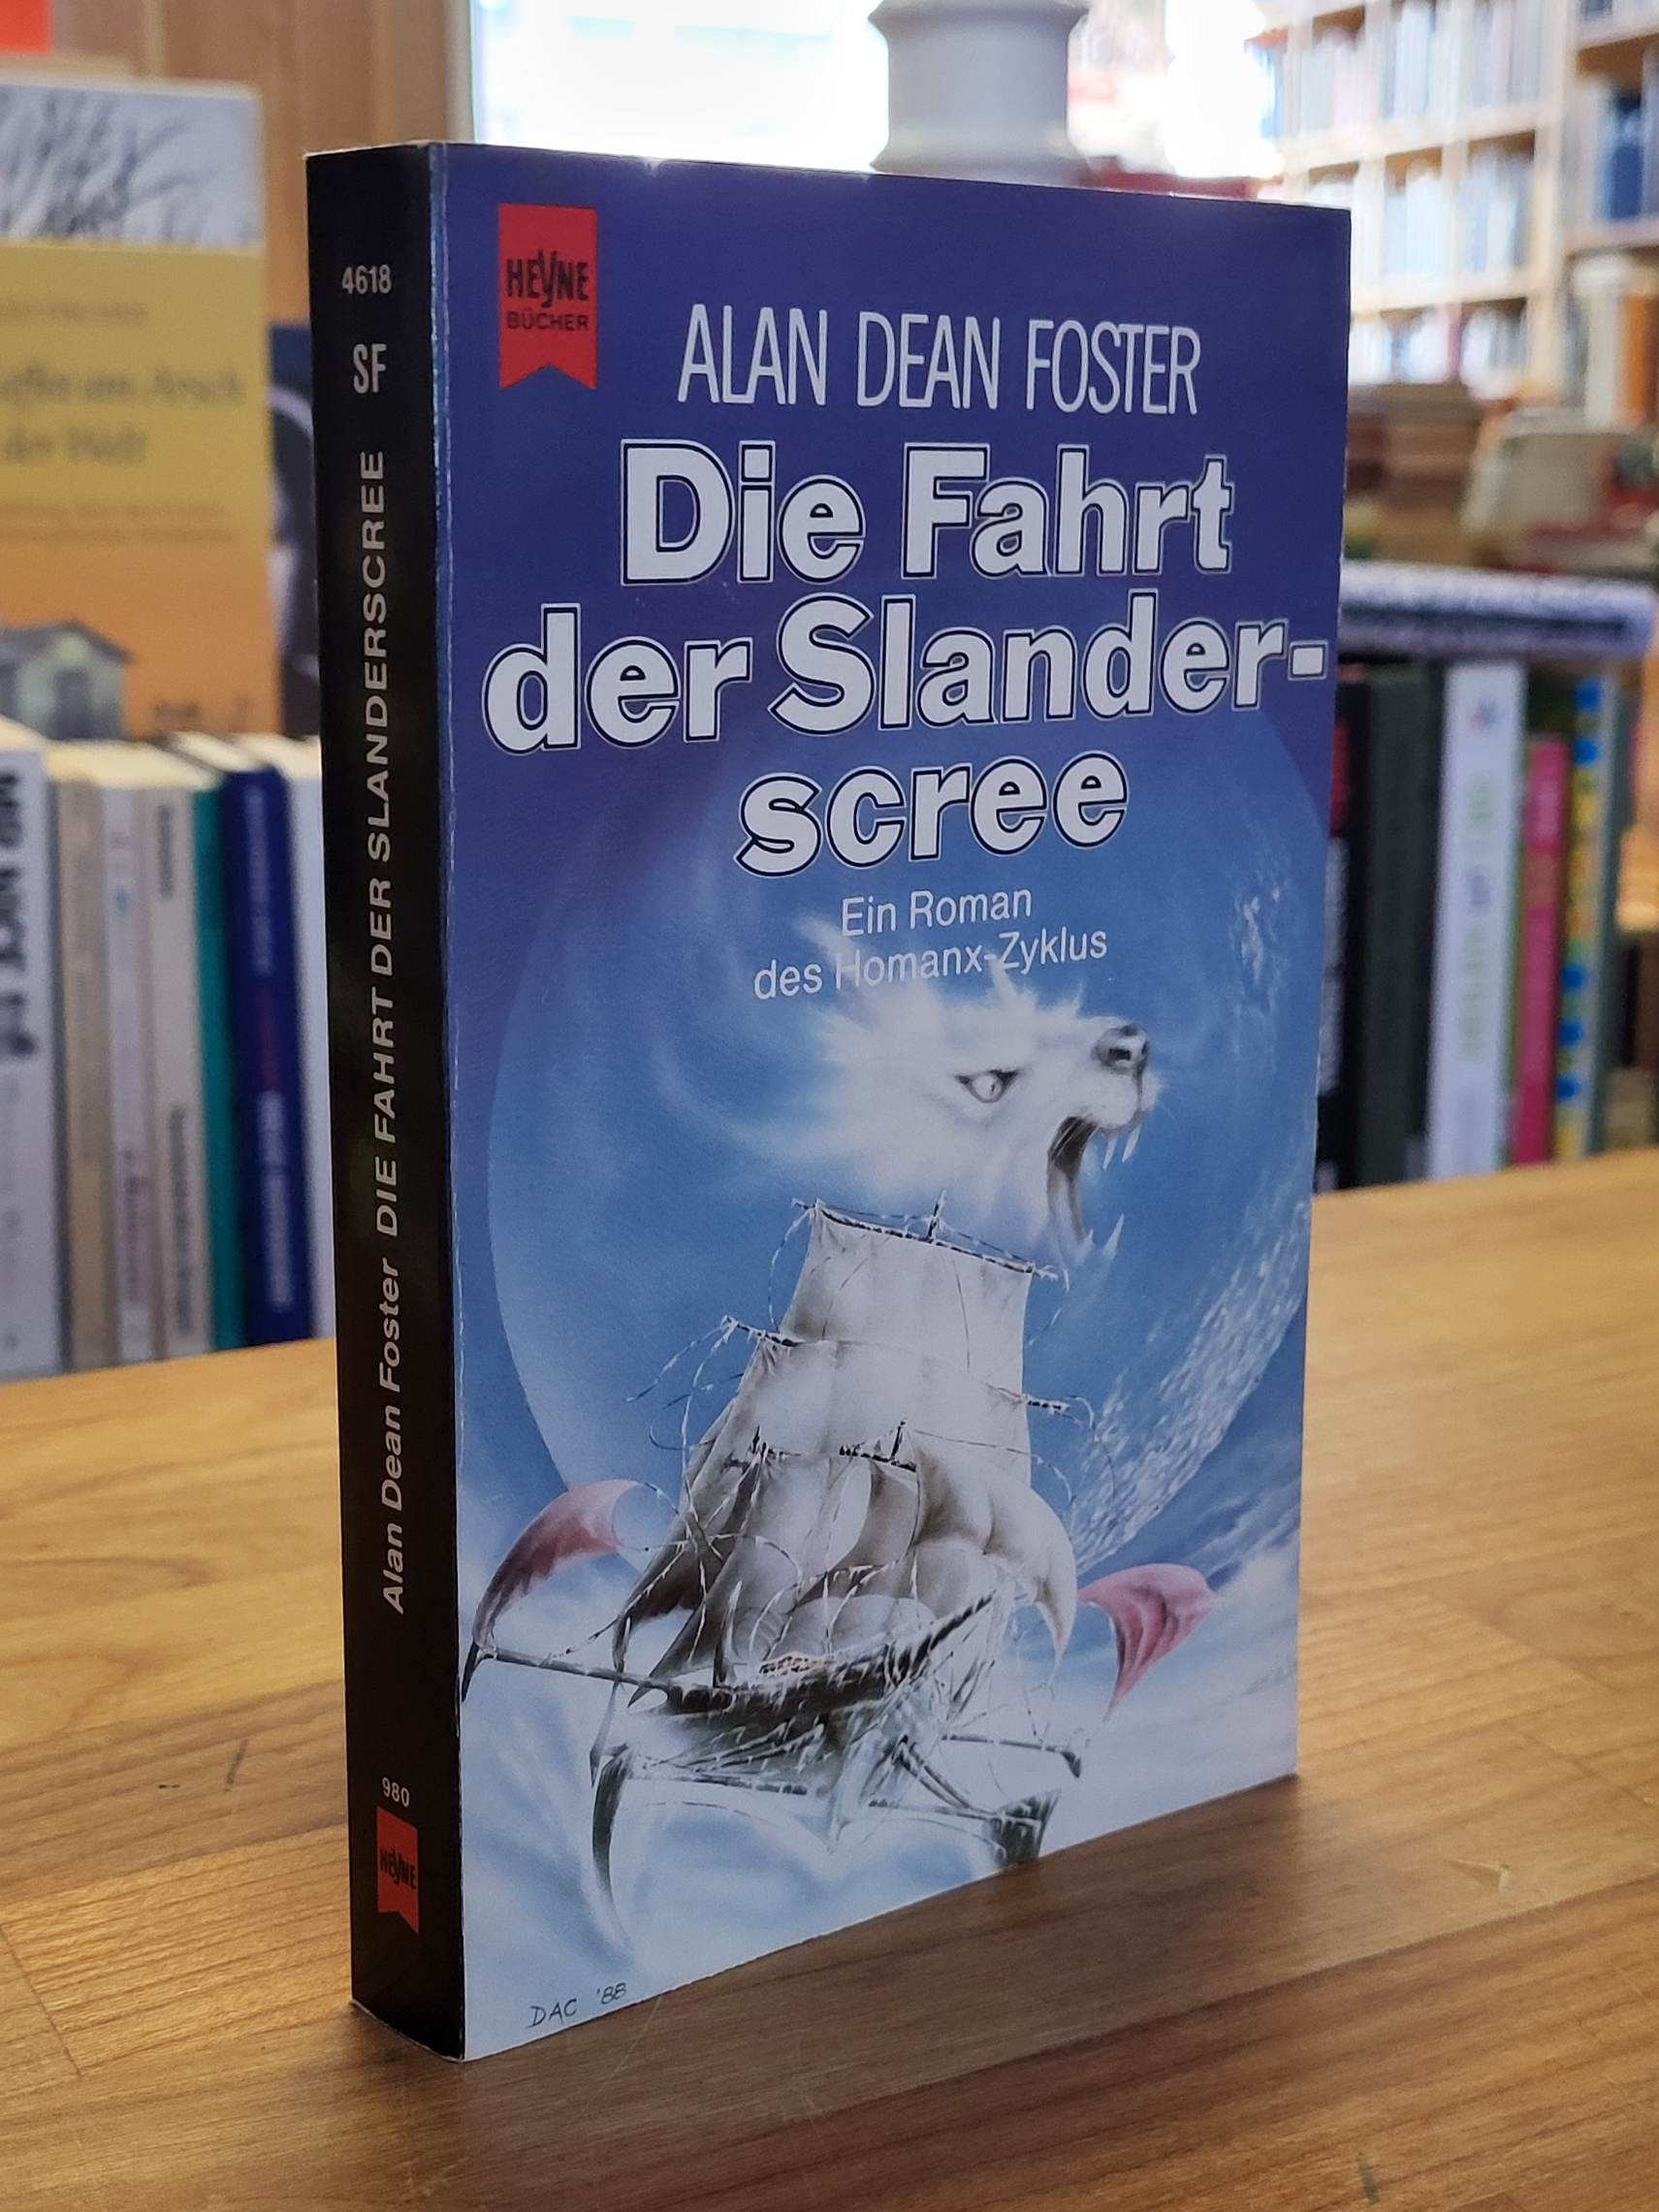 4618
SF
Alan Dean Foster DIE FAHRT DER SLANDERSCREE
980
HEYNE
HEYNE
BÜCHER
ALAN DEAN FOSTER
Die Fahrt
der Slander-
scree
Ein Roman
des Homanx-Zyklus
DAC '88